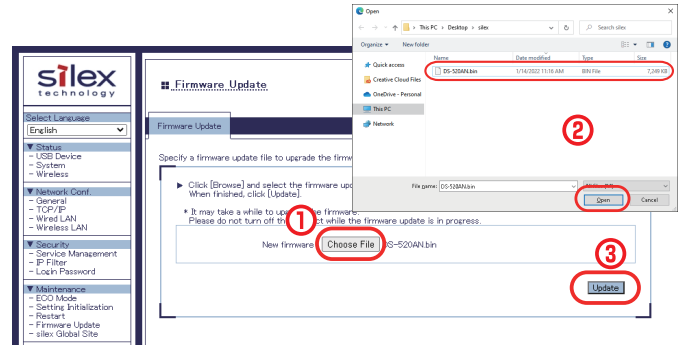 Open
This PC > Desktop > silex
Search silex
Organize
New folder
Quick access
Creative Cloud Files
OneDrive - Personal
This PC
Network
Name
Date modified
Type
Size
DS-520AN.bin
1/14/2022 11:16 AM
BIN File
7,249 KB
②
File name:
DS-520AN.bin
Open
Cancel
silex
technology
Select Language
English
▼ Status
- USB Device
- System
- Wireless
▼ Network Conf.
- General
- TCP/IP
- Wired LAN
- Wireless LAN
▼ Security
- Service Management
- IP Filter
- Login Password
▼ Maintenance
- ECO Mode
- Setting Initialization
- Restart
- Firmware Update
- silex Global Site
Firmware Update
Firmware Update
Specify a firmware update file to upgrade the firmw
Click [Browse] and select the firmware upd
When finished, click [Update].
* It may take a while to up the firmware.
Please do not turn off th ct while the firmware update is in progress.
①
New firmware
Choose File
DS-520AN.bin
③
Update